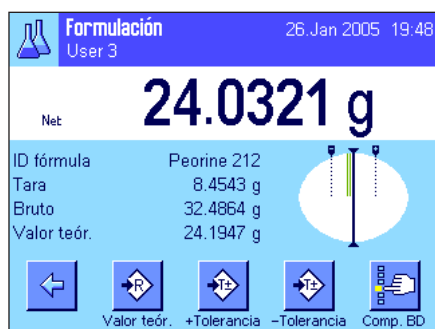 Formulación
26.Jan 2005 19:48
User 3
Net 24.0321 g
ID fórmula Peorine 212
Tara 8.4543 g
Bruto 32.4864 g
Valor teór. 24.1947 g
R T± T±
Valor teór. +Tolerancia −Tolerancia Comp. BD